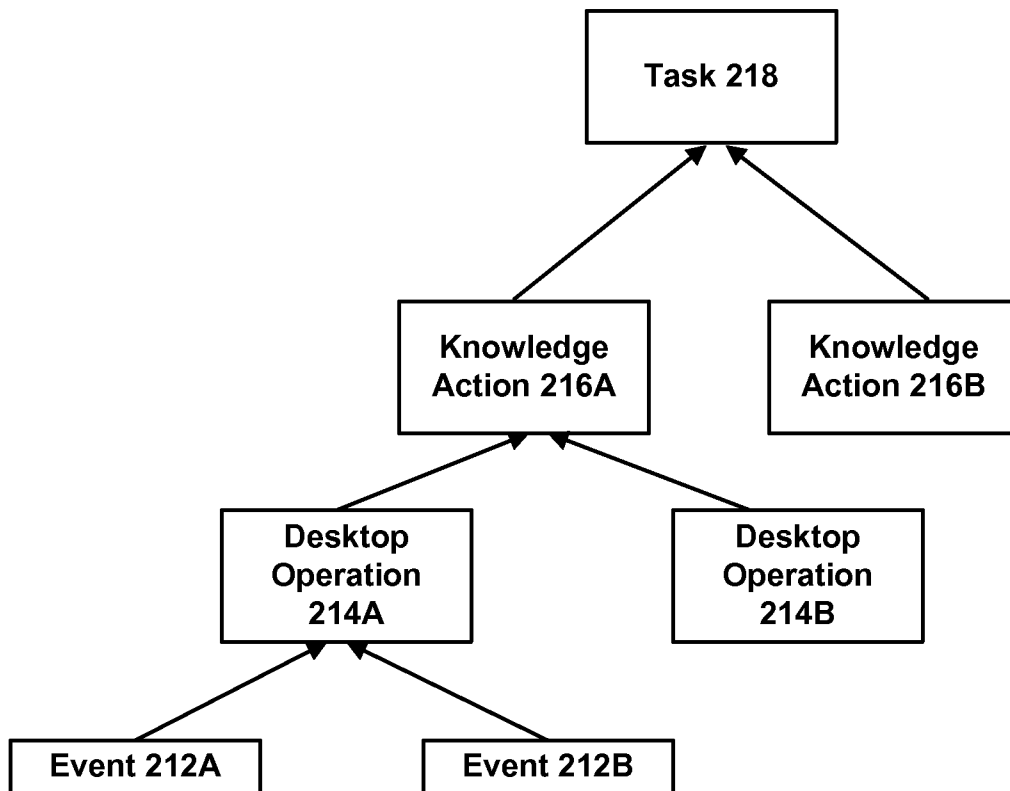 Task 218
Knowledge
Action 216A
Knowledge
Action 216B
Desktop
Operation
214A
Desktop
Operation
214B
Event 212A
Event 212B